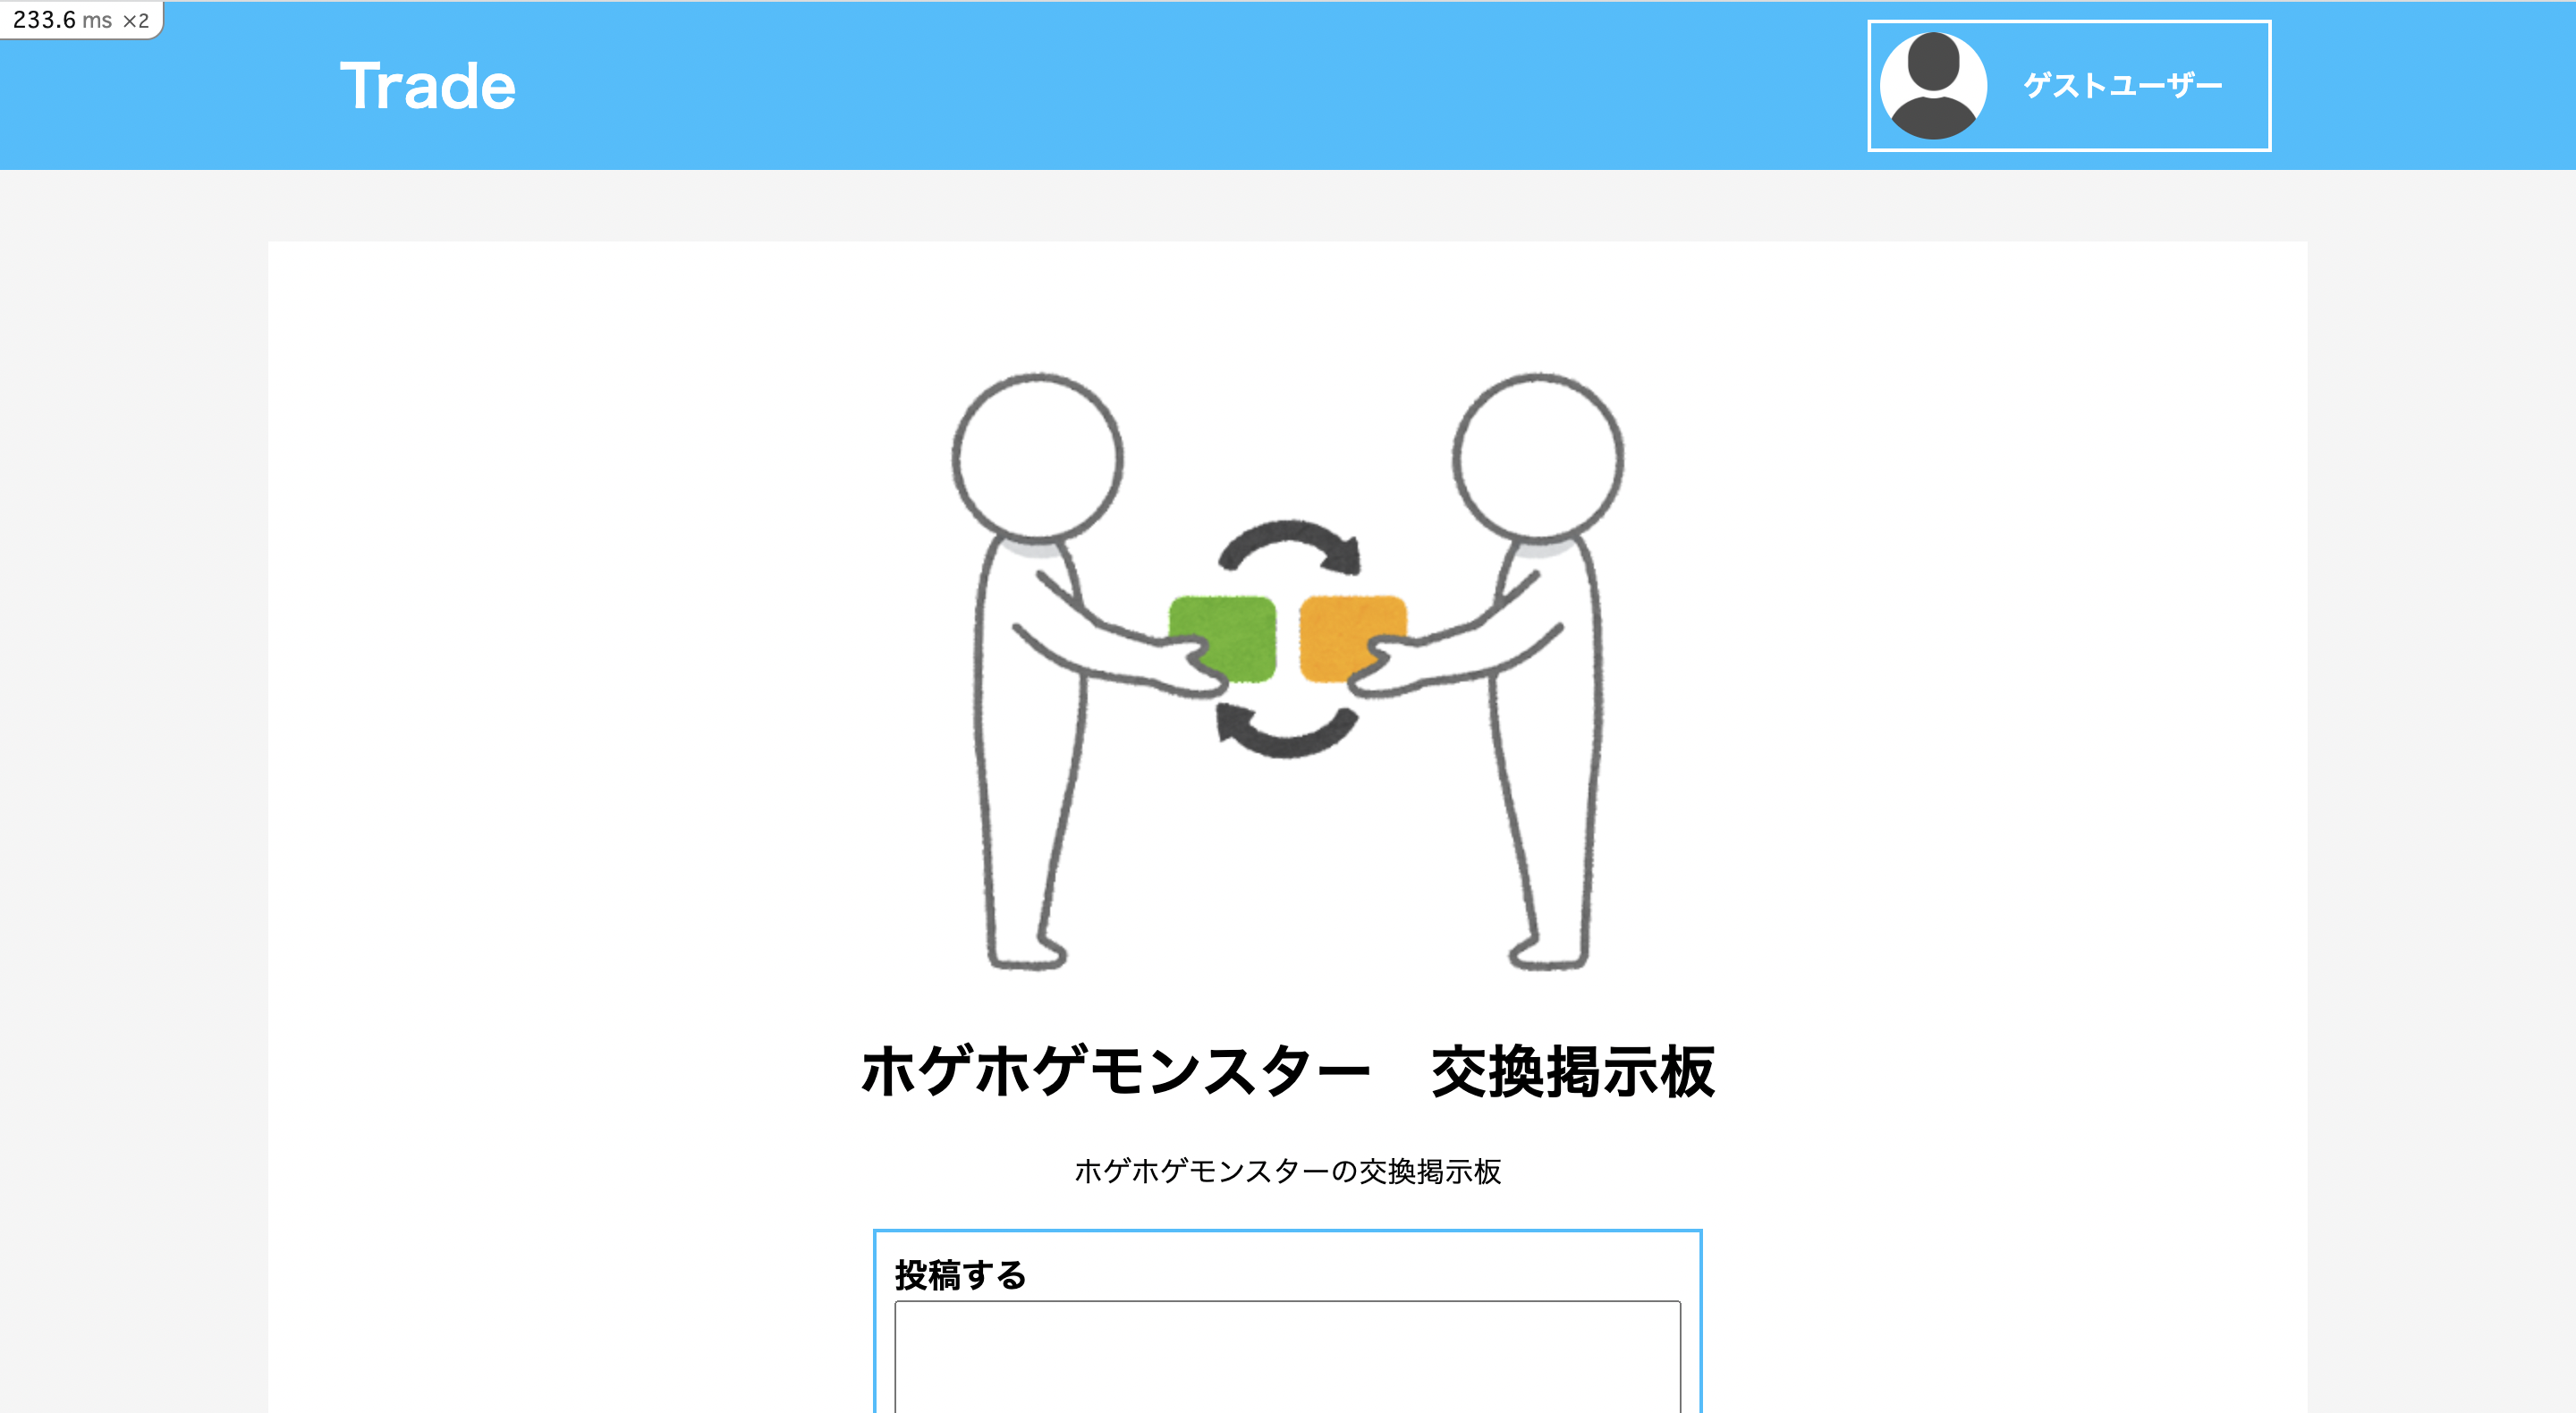 233.6 ms ×2
Trade
ゲストユーザー
ホゲホゲモンスター　交換掲示板
ホゲホゲモンスターの交換掲示板
投稿する